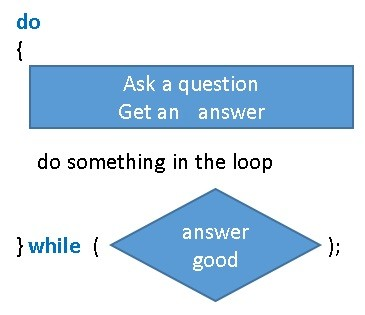 do
{
Ask a question
Get an answer
do something in the loop
} while ( answer good );